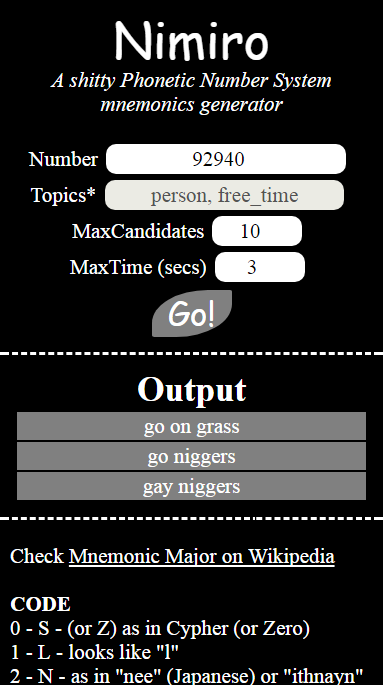 Nimiro
A shitty Phonetic Number System
mnemonics generator
Number 92940
Topics* person, free_time
MaxCandidates 10
MaxTime (secs) 3
Go!
Output
go on grass
go niggers
gay niggers
Check Mnemonic Major on Wikipedia
CODE
0 - S - (or Z) as in Cypher (or Zero)
1 - L - looks like "l"
2 - N - as in "nee" (Japanese) or "ithnayn"